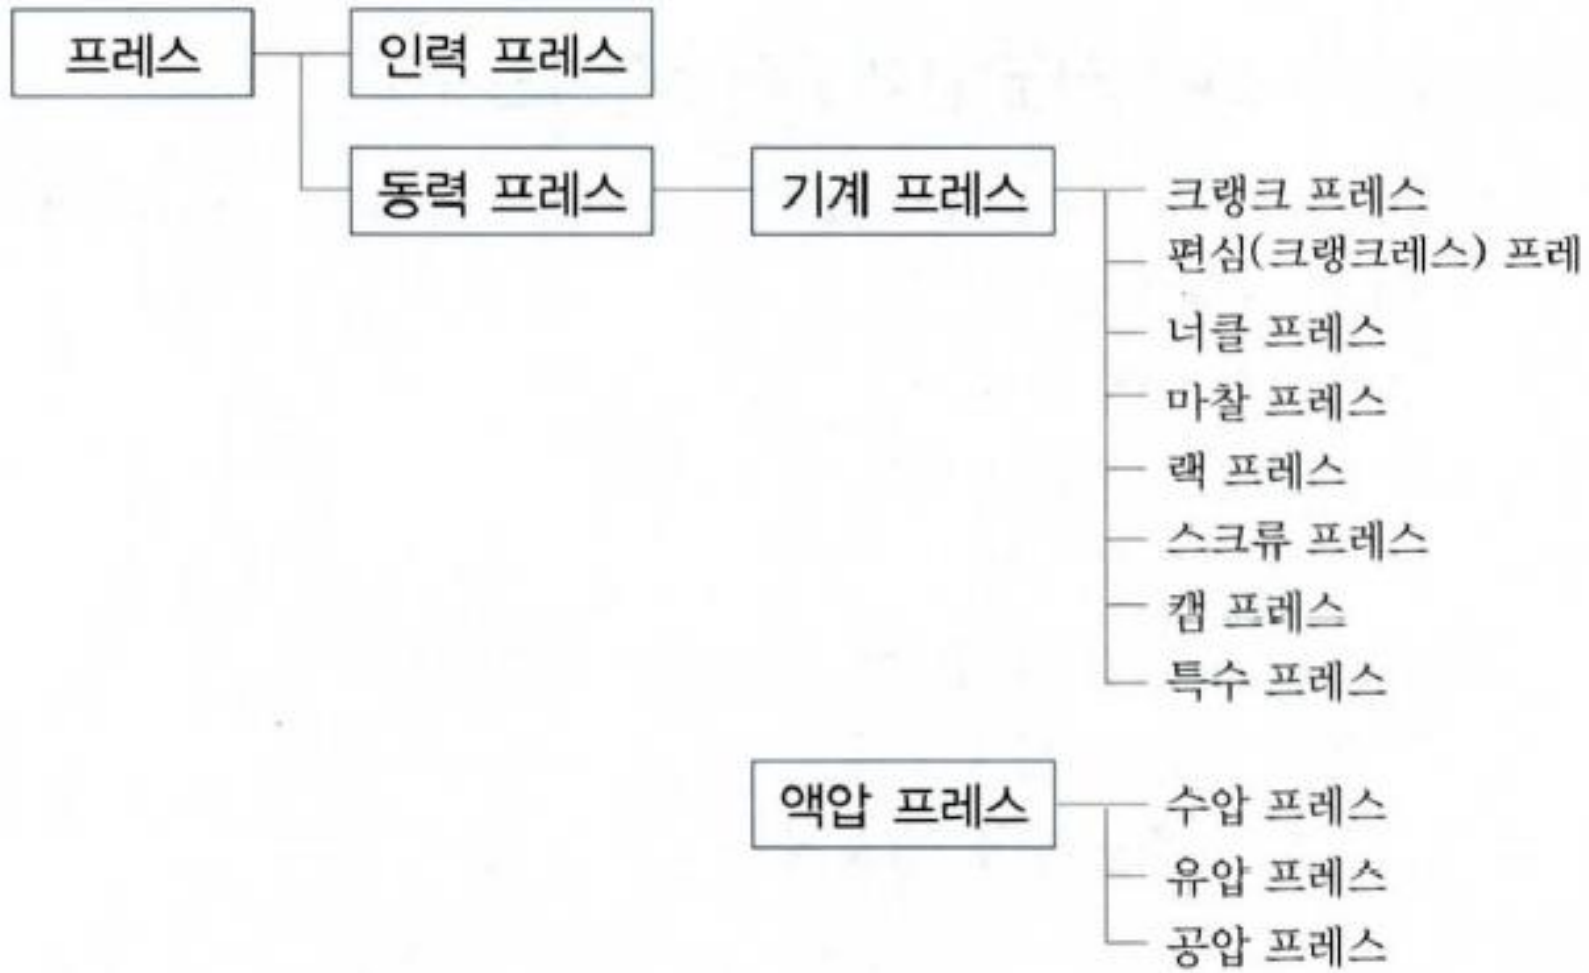 프레스 인력 프레스
동력 프레스 기계 프레스 크랭크 프레스
편심(크랭크레스) 프레
너클 프레스
마찰 프레스
랙 프레스
스크류 프레스
캠 프레스
특수 프레스
액압 프레스 수압 프레스
유압 프레스
공압 프레스